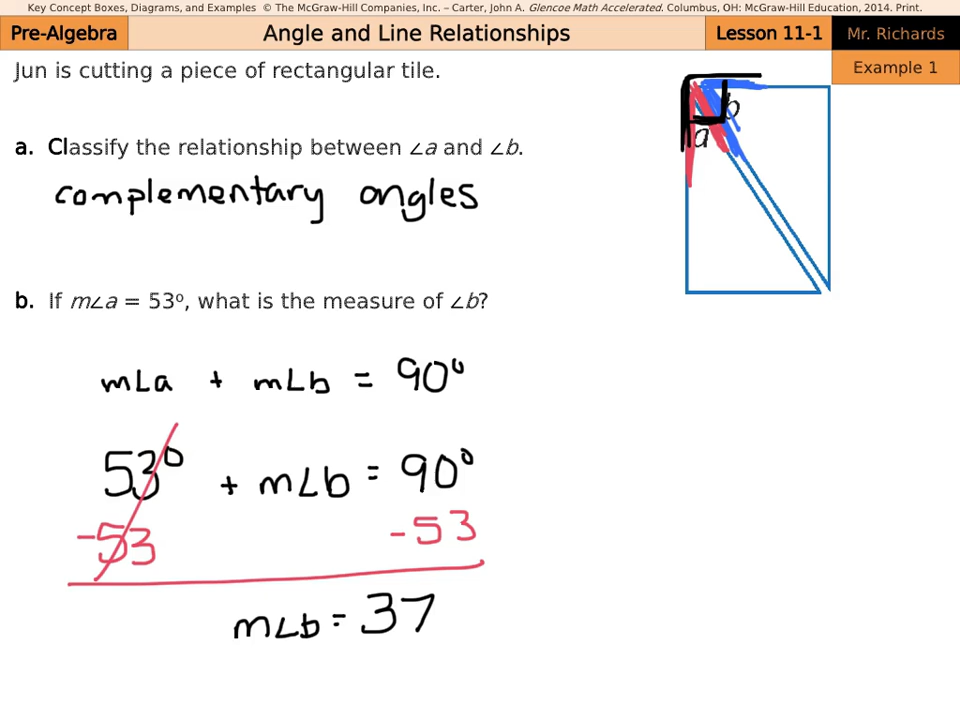 Key Concept Boxes, Diagrams, and Examples © The McGraw-Hill Companies, Inc. – Carter, John A. Glencoe Math Accelerated. Columbus, OH: McGraw-Hill Education, 2014. Print.
Pre-Algebra Angle and Line Relationships Lesson 11-1 Mr. Richards
Example 1
Jun is cutting a piece of rectangular tile.
b
a
a. Classify the relationship between ∠a and ∠b.
complementary angles
b. If m∠a = 53º, what is the measure of ∠b?
m∠a + m∠b = 90º
53º + m∠b = 90º
-53 -53
m∠b = 37